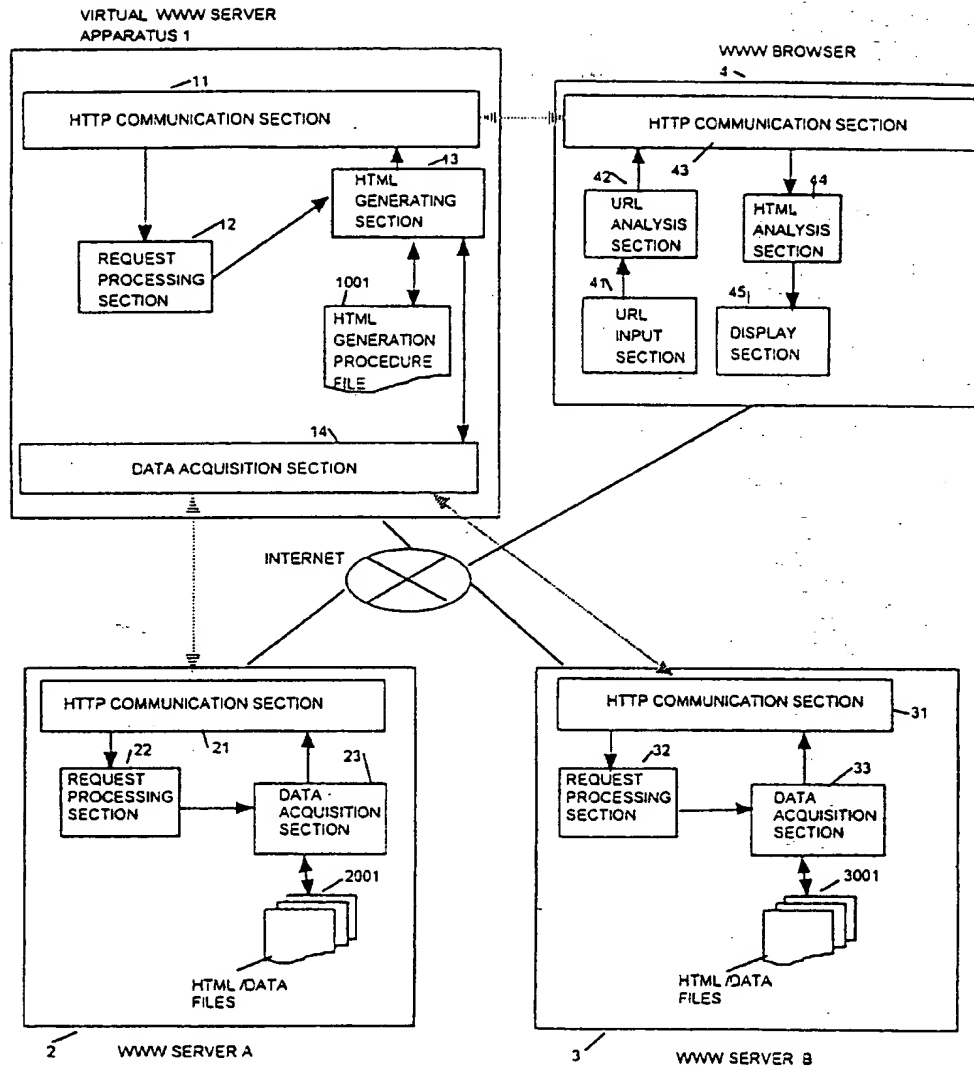 VIRTUAL WWW SERVER
APPARATUS 1
11
HTTP COMMUNICATION SECTION
13
HTML
GENERATING
SECTION
12
REQUEST
PROCESSING
SECTION
1001
HTML
GENERATION
PROCEDURE
FILE
14
DATA ACQUISITION SECTION
WWW BROWSER
4
HTTP COMMUNICATION SECTION
43
42
URL
ANALYSIS
SECTION
44
HTML
ANALYSIS
SECTION
41
URL
INPUT
SECTION
45
DISPLAY
SECTION
INTERNET
HTTP COMMUNICATION SECTION
21
22
REQUEST
PROCESSING
SECTION
23
DATA
ACQUISITION
SECTION
2001
HTML /DATA
FILES
2
WWW SERVER A
HTTP COMMUNICATION SECTION
31
32
REQUEST
PROCESSING
SECTION
33
DATA
ACQUISITION
SECTION
3001
HTML /DATA
FILES
3
WWW SERVER B